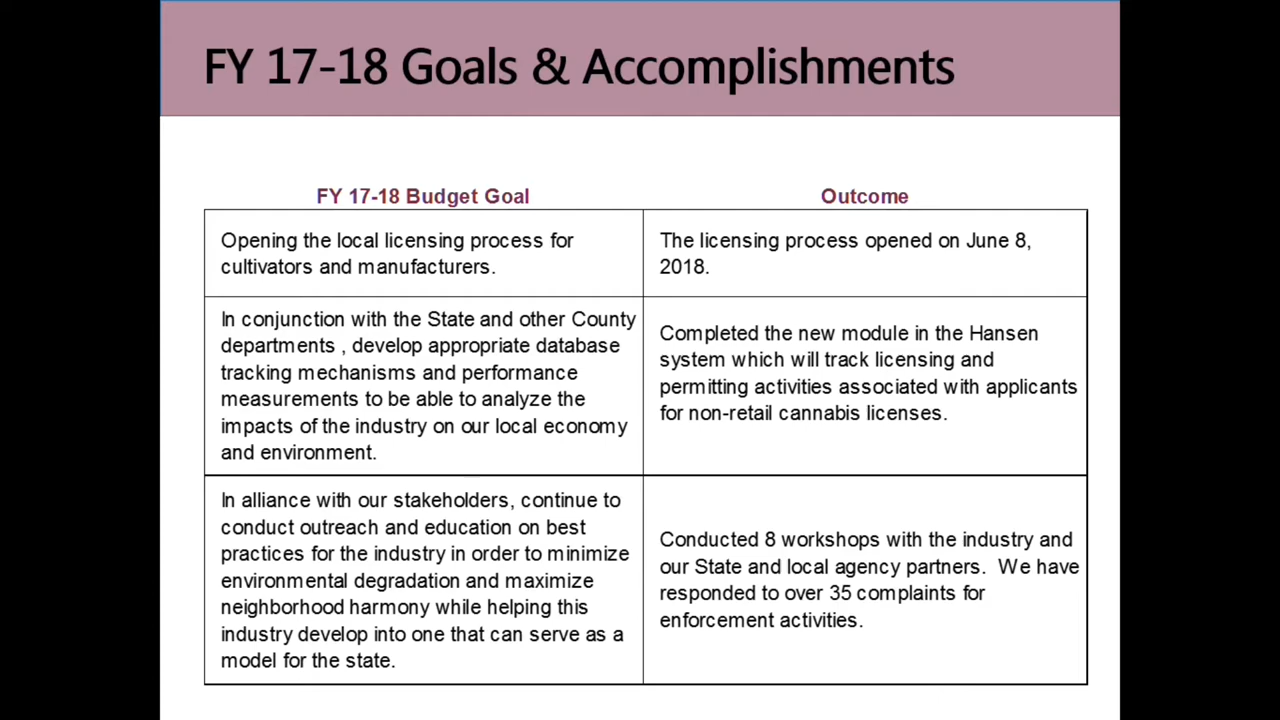 FY 17-18 Goals & Accomplishments
FY 17-18 Budget Goal
Outcome
Opening the local licensing process for
cultivators and manufacturers.
The licensing process opened on June 8,
2018.
In conjunction with the State and other County
departments , develop appropriate database
tracking mechanisms and performance
measurements to be able to analyze the
impacts of the industry on our local economy
and environment.
Completed the new module in the Hansen
system which will track licensing and
permitting activities associated with applicants
for non-retail cannabis licenses.
In alliance with our stakeholders, continue to
conduct outreach and education on best
practices for the industry in order to minimize
environmental degradation and maximize
neighborhood harmony while helping this
industry develop into one that can serve as a
model for the state.
Conducted 8 workshops with the industry and
our State and local agency partners.  We have
responded to over 35 complaints for
enforcement activities.